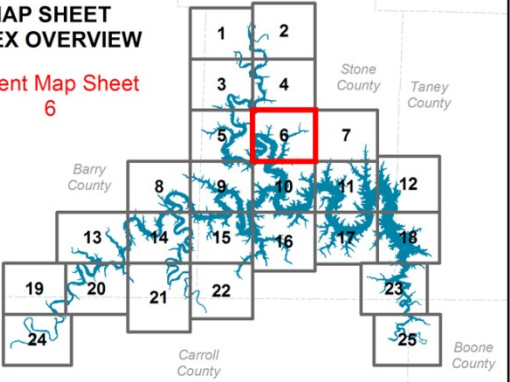 MAP SHEET
EX OVERVIEW
ent Map Sheet
6
1
2
3
4
Stone
County
Taney
County
5
6
7
Barry
County
8
9
10
11
12
13
14
15
16
17
18
19
20
21
22
23
24
25
Carroll
County
Boone
County